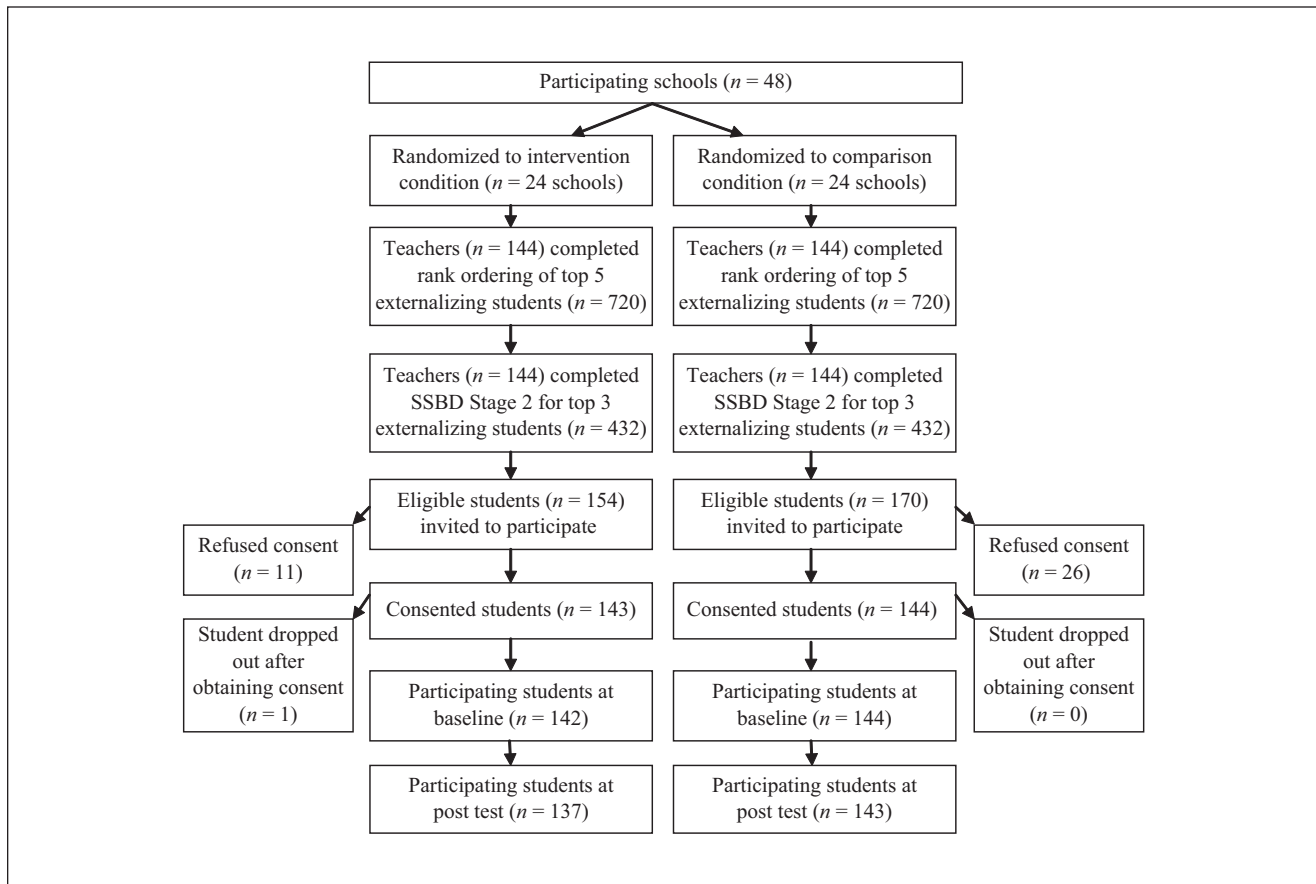 Participating schools (n = 48)
Randomized to intervention
condition (n = 24 schools)
Randomized to comparison
condition (n = 24 schools)
Teachers (n = 144) completed
rank ordering of top 5
externalizing students (n = 720)
Teachers (n = 144) completed
rank ordering of top 5
externalizing students (n = 720)
Teachers (n = 144) completed
SSBD Stage 2 for top 3
externalizing students (n = 432)
Teachers (n = 144) completed
SSBD Stage 2 for top 3
externalizing students (n = 432)
Eligible students (n = 154)
invited to participate
Eligible students (n = 170)
invited to participate
Refused consent
(n = 11)
Refused consent
(n = 26)
Consented students (n = 143)
Consented students (n = 144)
Student dropped
out after
obtaining consent
(n = 1)
Student dropped
out after
obtaining consent
(n = 0)
Participating students at
baseline (n = 142)
Participating students at
baseline (n = 144)
Participating students at
post test (n = 137)
Participating students at
post test (n = 143)